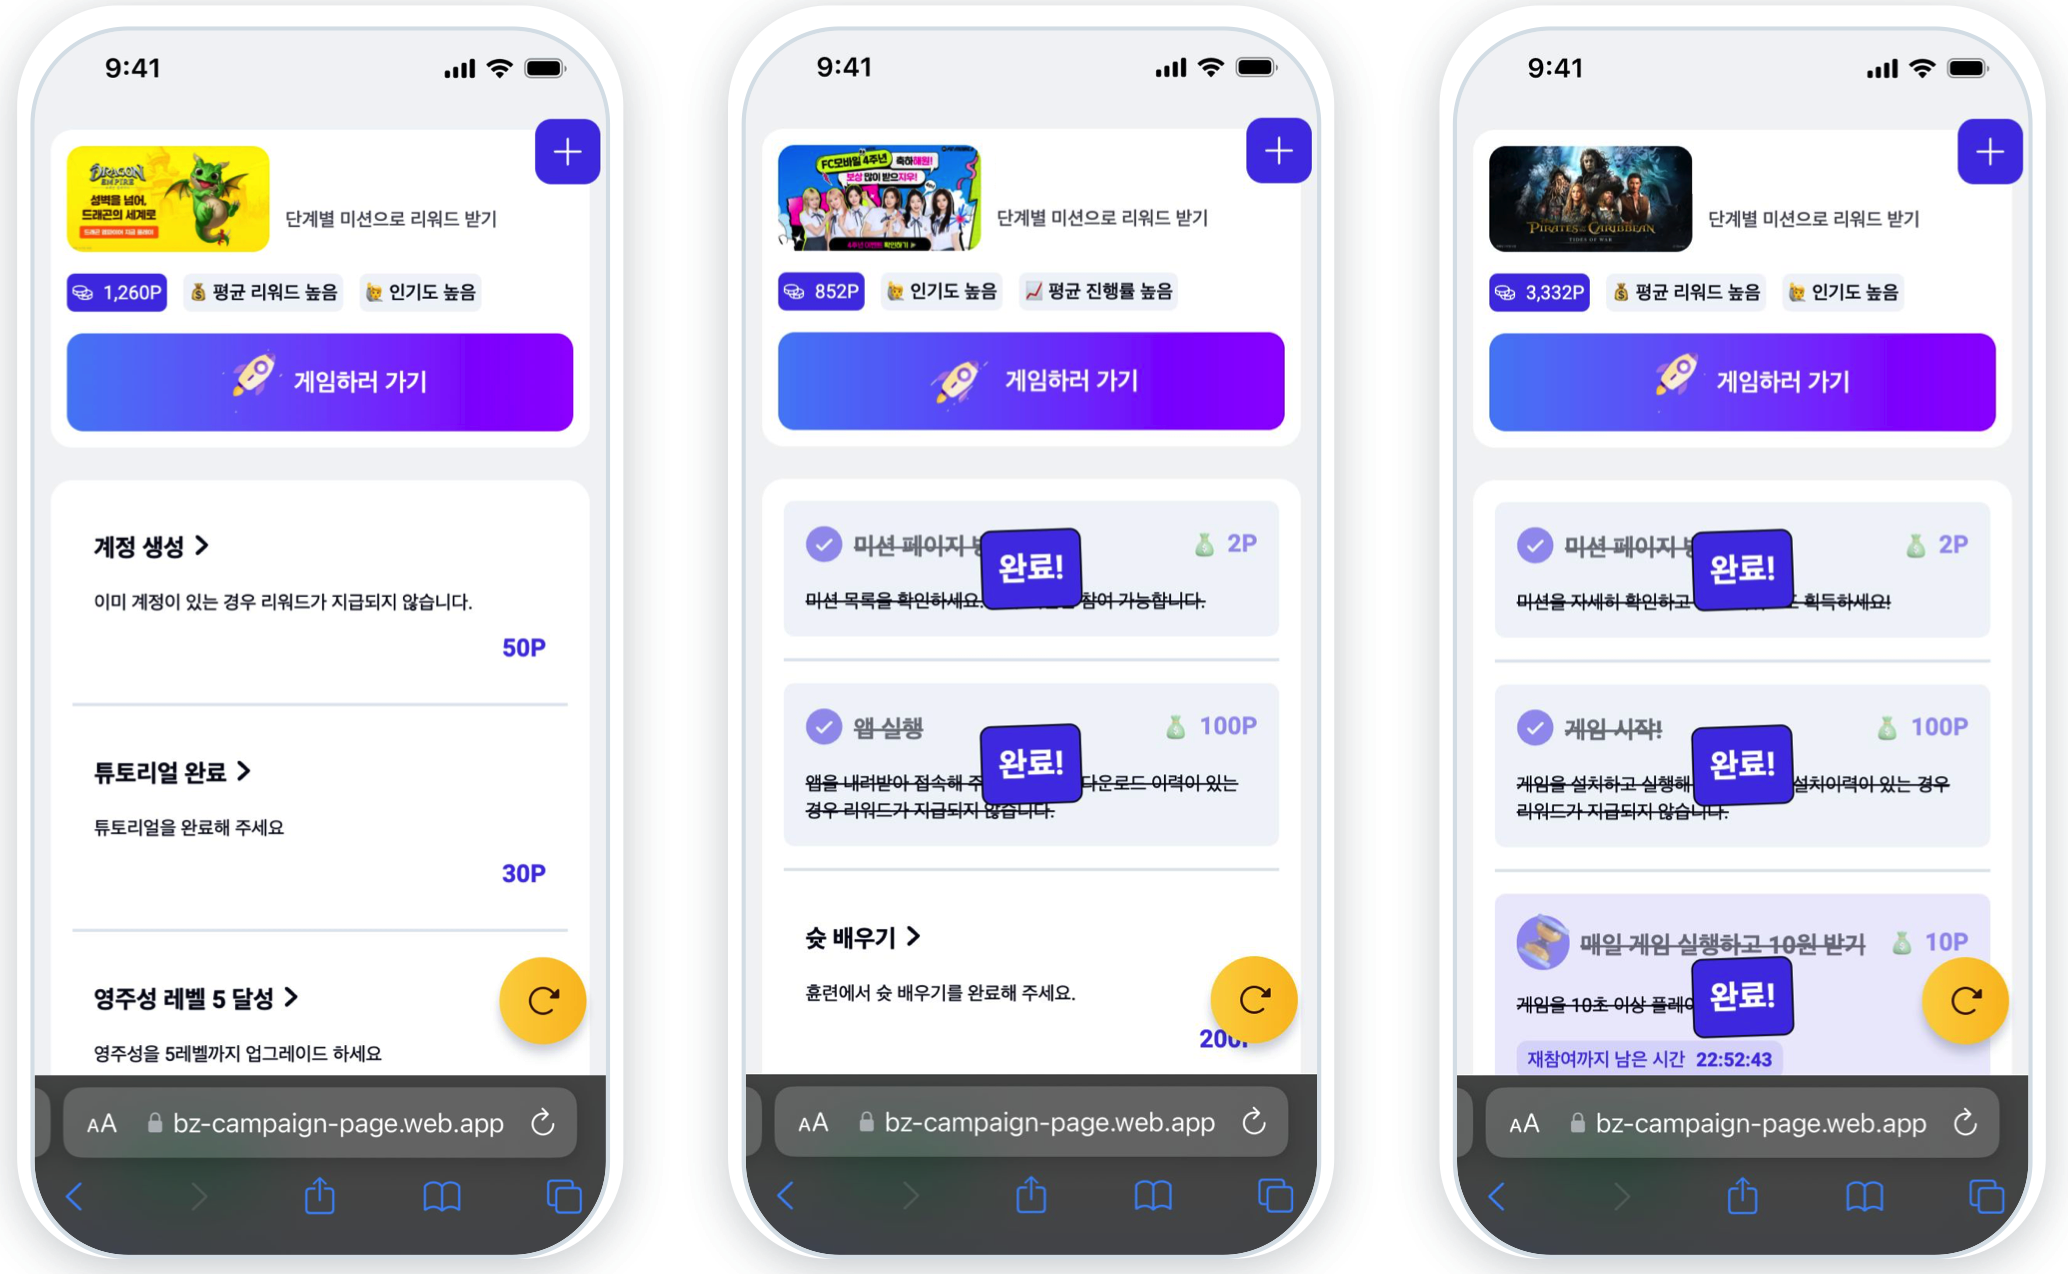 9:41
DRAGON
EMPIRE
성벽을 넘어,
드래곤의 세계로
단계별 미션으로 리워드 받기
1,260P
평균 리워드 높음
인기도 높음
게임하러 가기
계정 생성
이미 계정이 있는 경우 리워드가 지급되지 않습니다.
50P
튜토리얼 완료
튜토리얼을 완료해 주세요
30P
영주성 레벨 5 달성
영주성을 5레벨까지 업그레이드 하세요
AA bz-campaign-page.web.app
9:41
FC모바일 4주년 축하해원!
보상 많이 받으지우!
단계별 미션으로 리워드 받기
852P
인기도 높음
평균 진행률 높음
게임하러 가기
미션 페이지
2P
완료!
미션 목록을 확인하세요. 참여 가능합니다.
앱 실행
100P
완료!
앱을 내려받아 접속해 다운로드 이력이 있는
경우 리워드가 지급되지 않습니다.
슛 배우기
훈련에서 슛 배우기를 완료해 주세요.
200P
AA bz-campaign-page.web.app
9:41
PIRATES of the CARIBBEAN
TIDES OF WAR
단계별 미션으로 리워드 받기
3,332P
평균 리워드 높음
인기도 높음
게임하러 가기
미션 페이지
2P
완료!
미션을 자세히 확인하고 획득하세요!
게임 시작!
100P
완료!
게임을 설치하고 실행해 설치이력이 있는 경우
리워드가 지급되지 않습니다.
매일 게임 실행하고 10원 받기
10P
완료!
게임을 10초 이상
재참여까지 남은 시간 22:52:43
AA bz-campaign-page.web.app